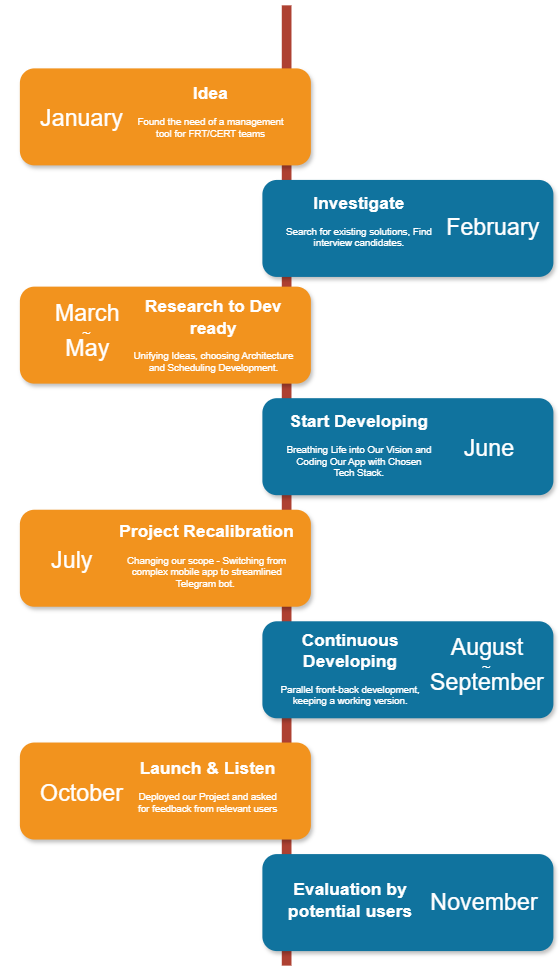 Idea
January
Found the need of a management
tool for FRT/CERT teams
Investigate
February
Search for existing solutions, Find
interview candidates.
March
~
May
Research to Dev
ready
Unifying Ideas, choosing Architecture
and Scheduling Development.
Start Developing
June
Breathing Life into Our Vision and
Coding Our App with Chosen
Tech Stack.
Project Recalibration
July
Changing our scope - Switching from
complex mobile app to streamlined
Telegram bot.
Continuous
Developing
August
~
September
Parallel front-back development,
keeping a working version.
Launch & Listen
October
Deployed our Project and asked
for feedback from relevant users
Evaluation by
potential users
November